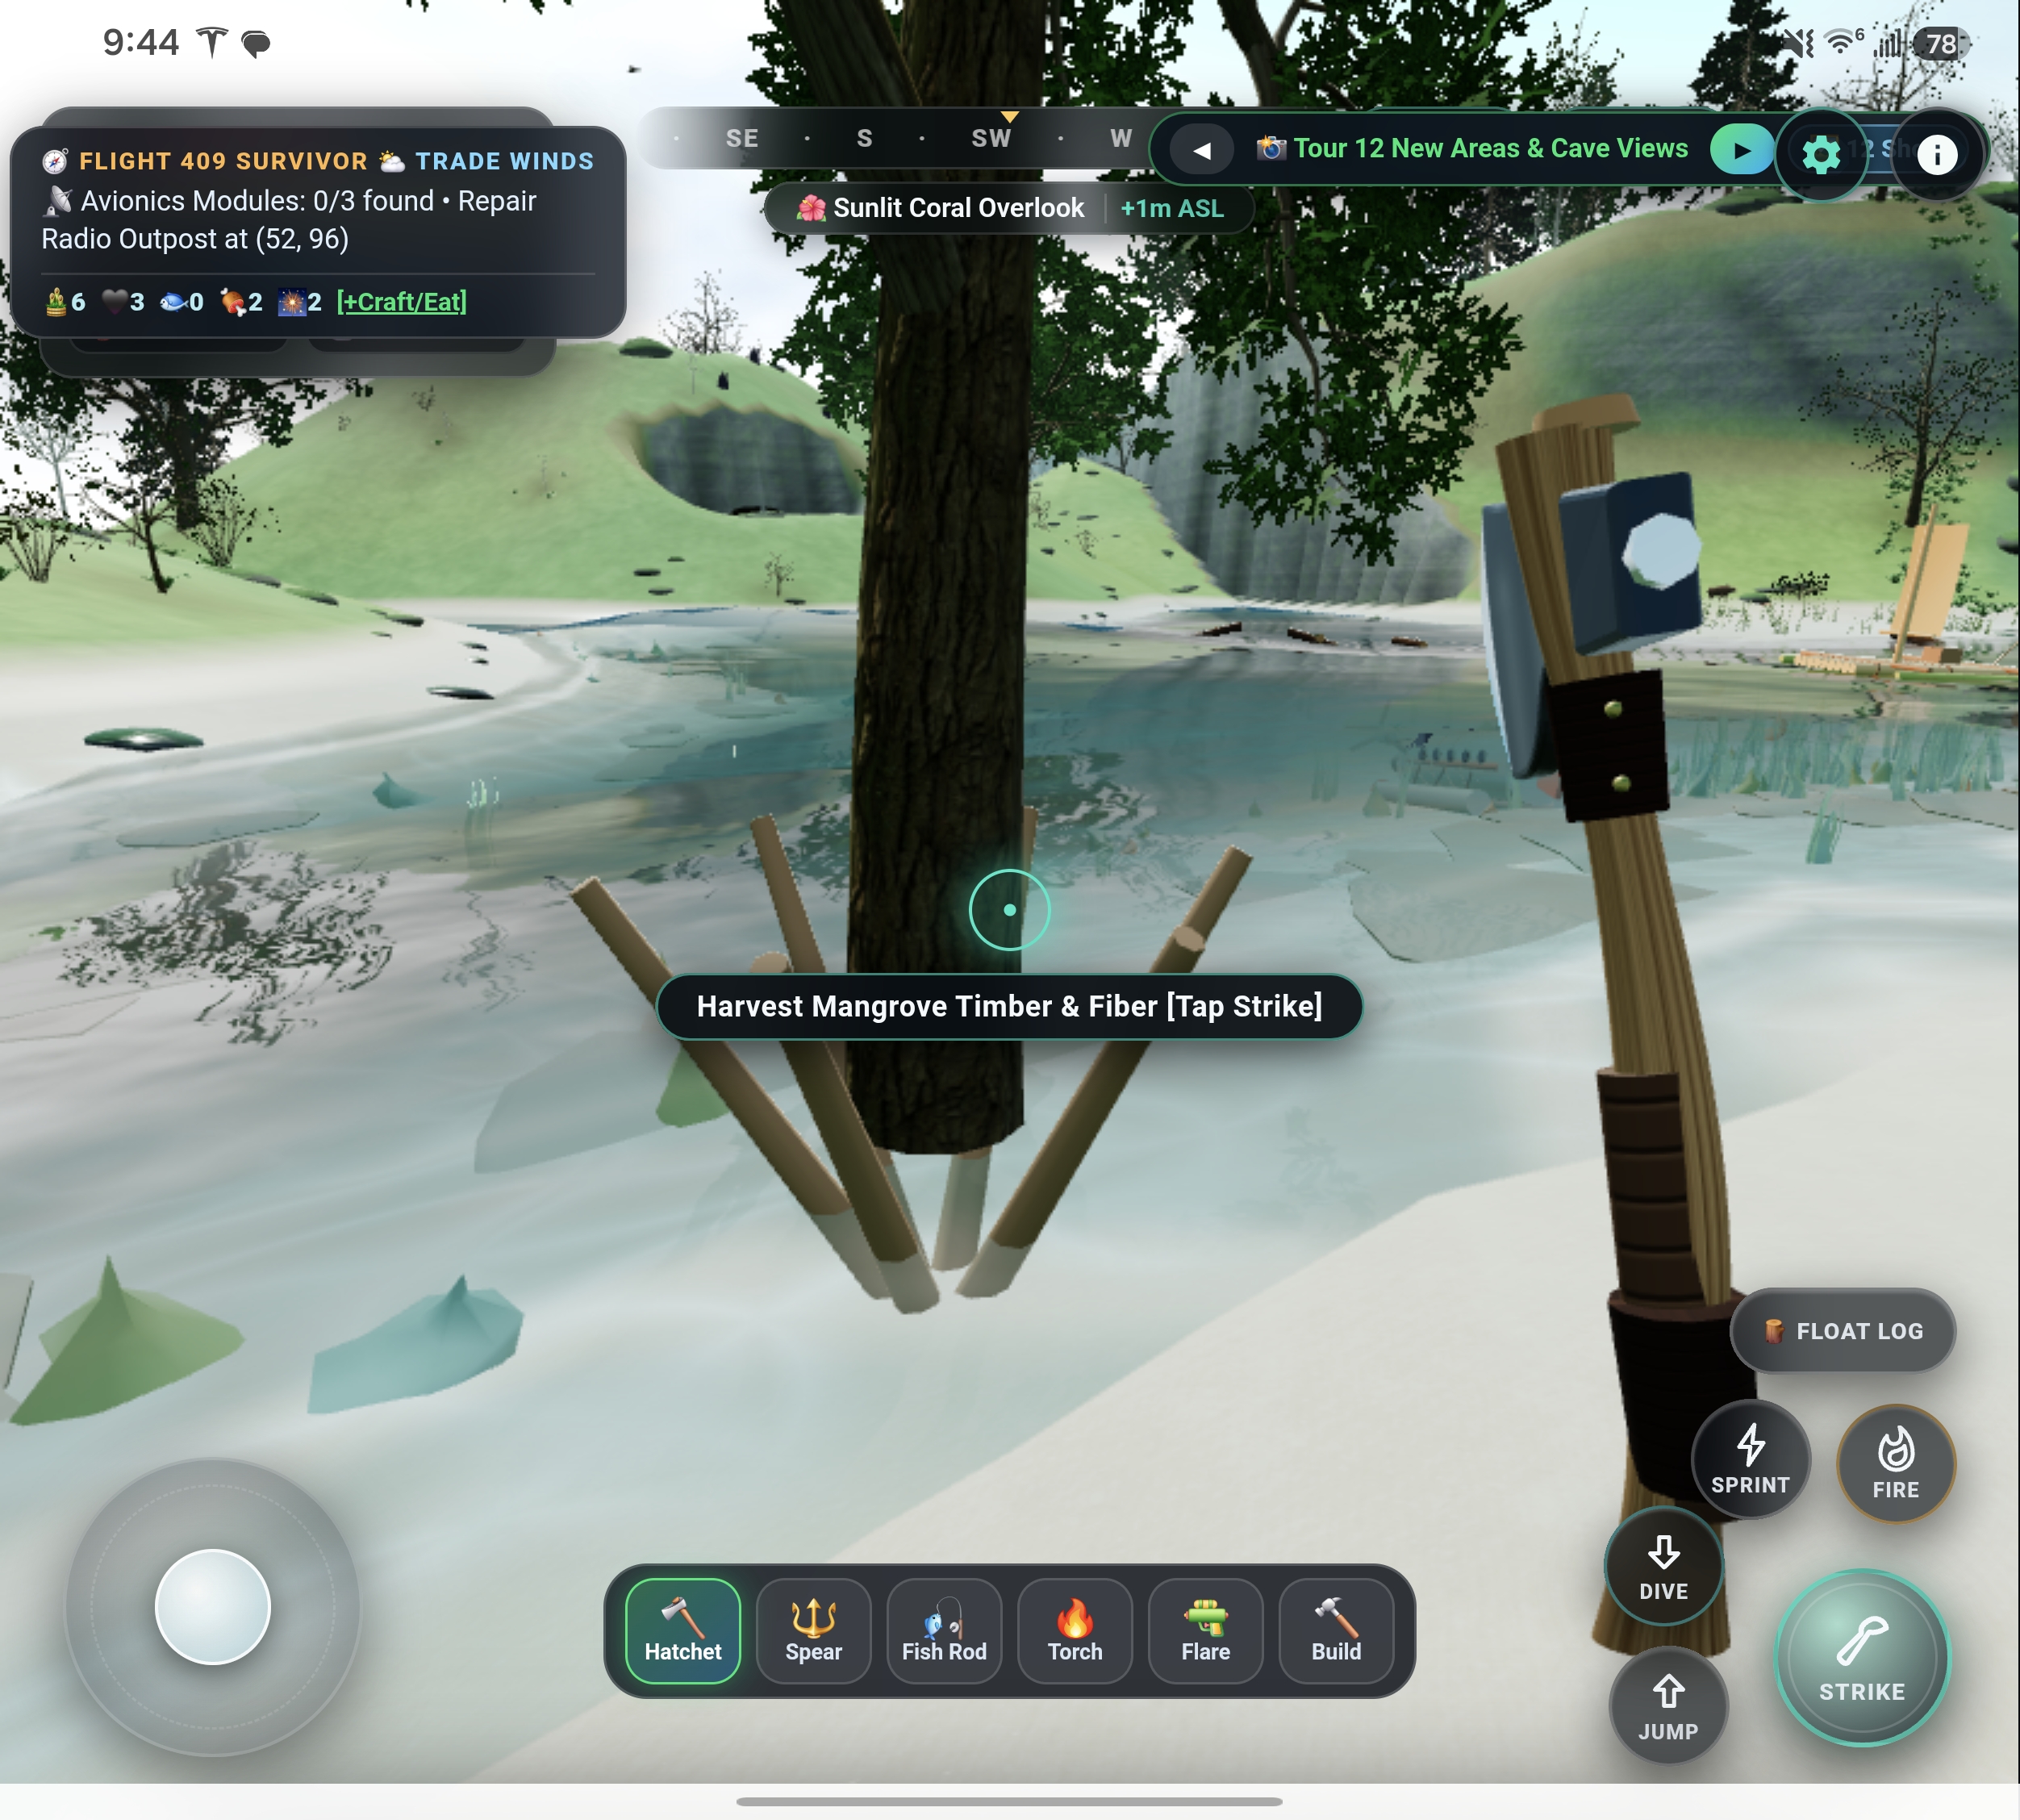 9:44
6
78
FLIGHT 409 SURVIVOR TRADE WINDS
Avionics Modules: 0/3 found • Repair
Radio Outpost at (52, 96)
6 3 0 2 2 [+Craft/Eat]
· SE · S · SW · W
Tour 12 New Areas & Cave Views
12 Sh
Sunlit Coral Overlook +1m ASL
Harvest Mangrove Timber & Fiber [Tap Strike]
FLOAT LOG
SPRINT
FIRE
DIVE
STRIKE
JUMP
Hatchet
Spear
Fish Rod
Torch
Flare
Build